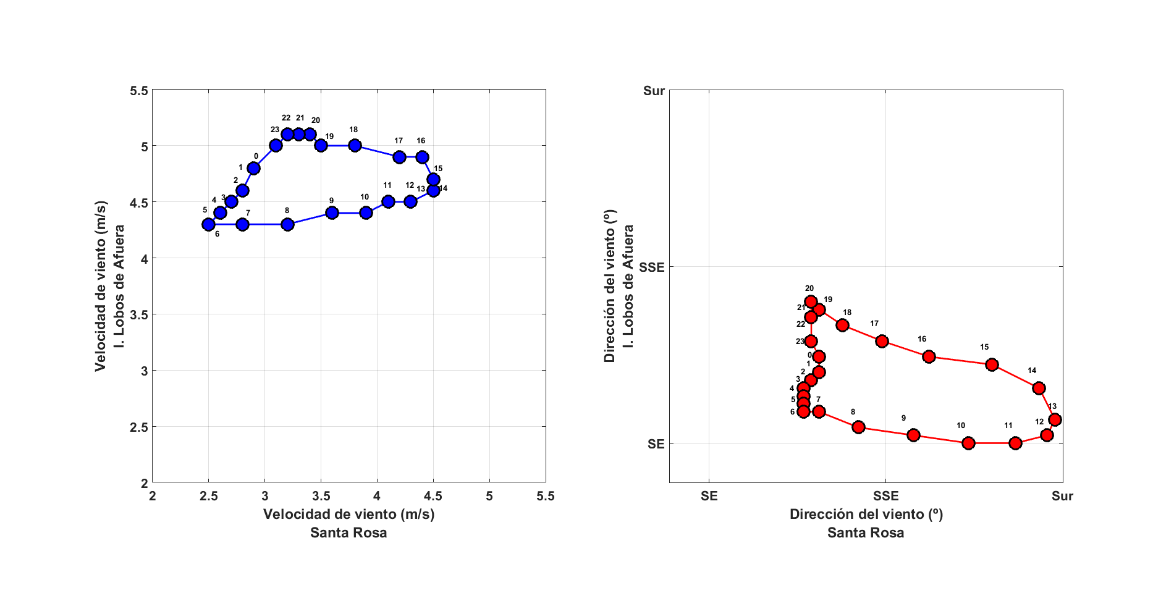 5.5
5
4.5
4
3.5
3
2.5
2
2 2.5 3 3.5 4 4.5 5 5.5
Velocidad de viento (m/s)
I. Lobos de Afuera
Velocidad de viento (m/s)
Santa Rosa
22 21 20
23 19 18
17 16
0
1
15
2
14
4 3
11 12 13
5
9 10
6 7 8
Sur
SSE
SE
SE SSE Sur
Dirección del viento (º)
I. Lobos de Afuera
Dirección del viento (º)
Santa Rosa
20
19
21
18
22
17
23
16
0
15
1
2
14
3
4
5
6 7
8
9
10 11 12
13